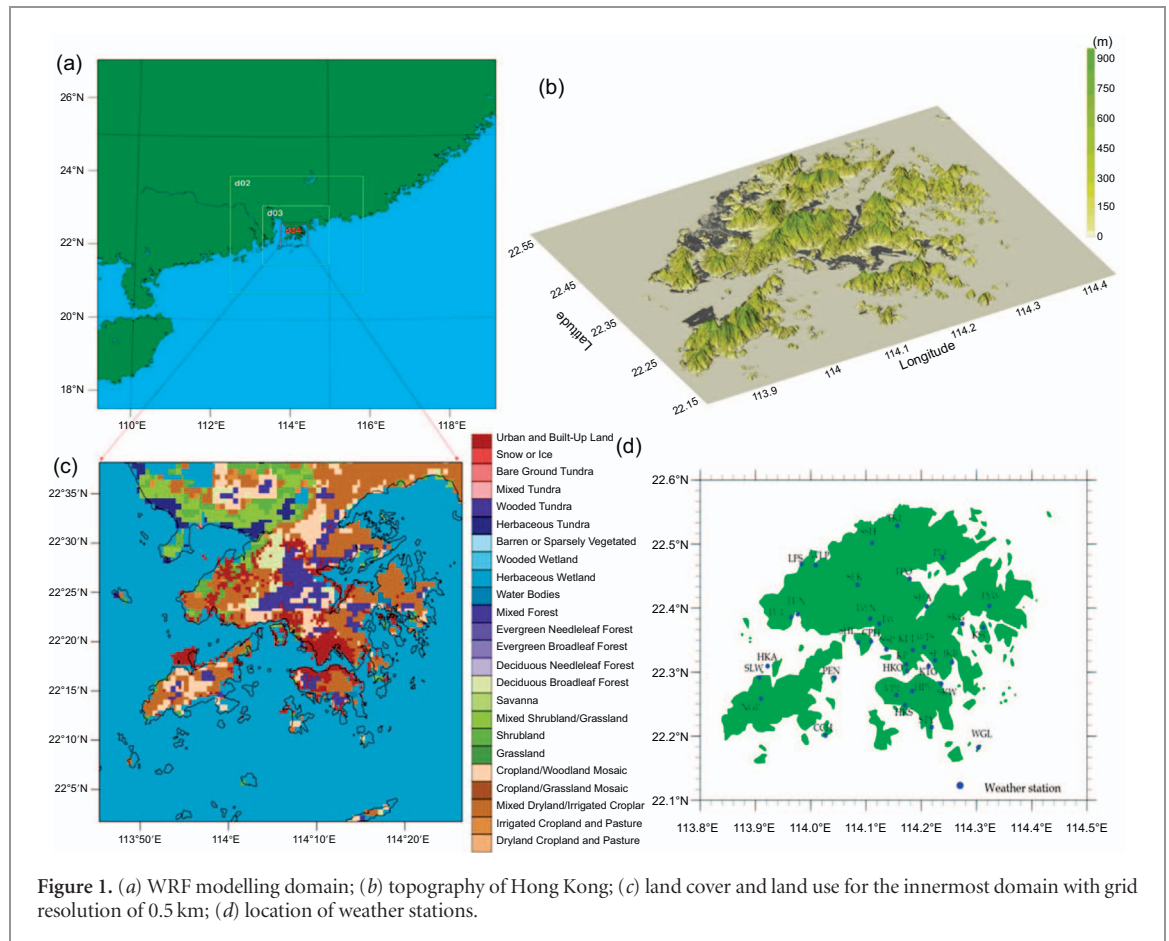 (a)
26°N
24°N
22°N
20°N
18°N
110°E
112°E
114°E
116°E
118°E
d02
d03
d04
(b)
(m)
900
750
600
450
300
150
0
22.55
22.45
22.35
22.25
22.15
Latitude
113.9
114
114.1
114.2
114.3
114.4
Longitude
(c)
22°35'N
22°30'N
22°25'N
22°20'N
22°15'N
22°10'N
22°5'N
113°50'E
114°E
114°10'E
114°20'E
Urban and Built-Up Land
Snow or Ice
Bare Ground Tundra
Mixed Tundra
Wooded Tundra
Herbaceous Tundra
Barren or Sparsely Vegetated
Wooded Wetland
Herbaceous Wetland
Water Bodies
Mixed Forest
Evergreen Needleleaf Forest
Evergreen Broadleaf Forest
Deciduous Needleleaf Forest
Deciduous Broadleaf Forest
Savanna
Mixed Shrubland/Grassland
Shrubland
Grassland
Cropland/Woodland Mosaic
Cropland/Grassland Mosaic
Mixed Dryland/Irrigated Croplar
Irrigated Cropland and Pasture
Dryland Cropland and Pasture
(d)
22.6°N
22.5°N
22.4°N
22.3°N
22.2°N
22.1°N
113.8°E
113.9°E
114.0°E
114.1°E
114.2°E
114.3°E
114.4°E
114.5°E
LFS
HKA
SLW
PEN
HKO
HKS
WGL
Weather station
Figure 1. (a) WRF modelling domain; (b) topography of Hong Kong; (c) land cover and land use for the innermost domain with grid
resolution of 0.5 km; (d) location of weather stations.